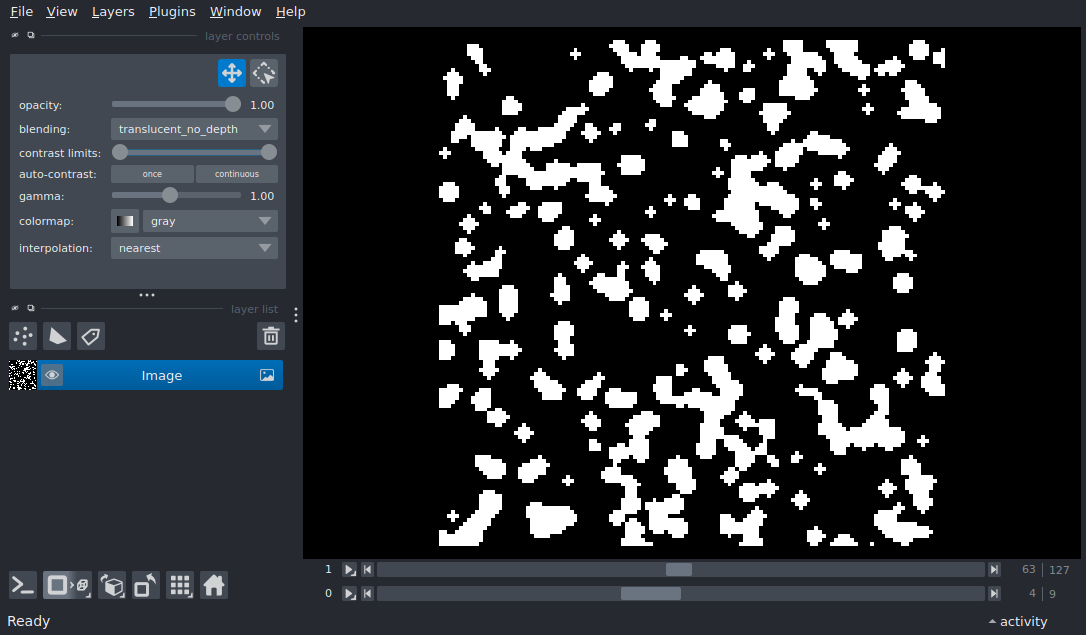 File View Layers Plugins Window Help
layer controls
opacity: 1.00
blending: translucent_no_depth
contrast limits:
auto-contrast: once continuous
gamma: 1.00
colormap: gray
interpolation: nearest
layer list
Image
1 63 127
0 4 9
Ready activity